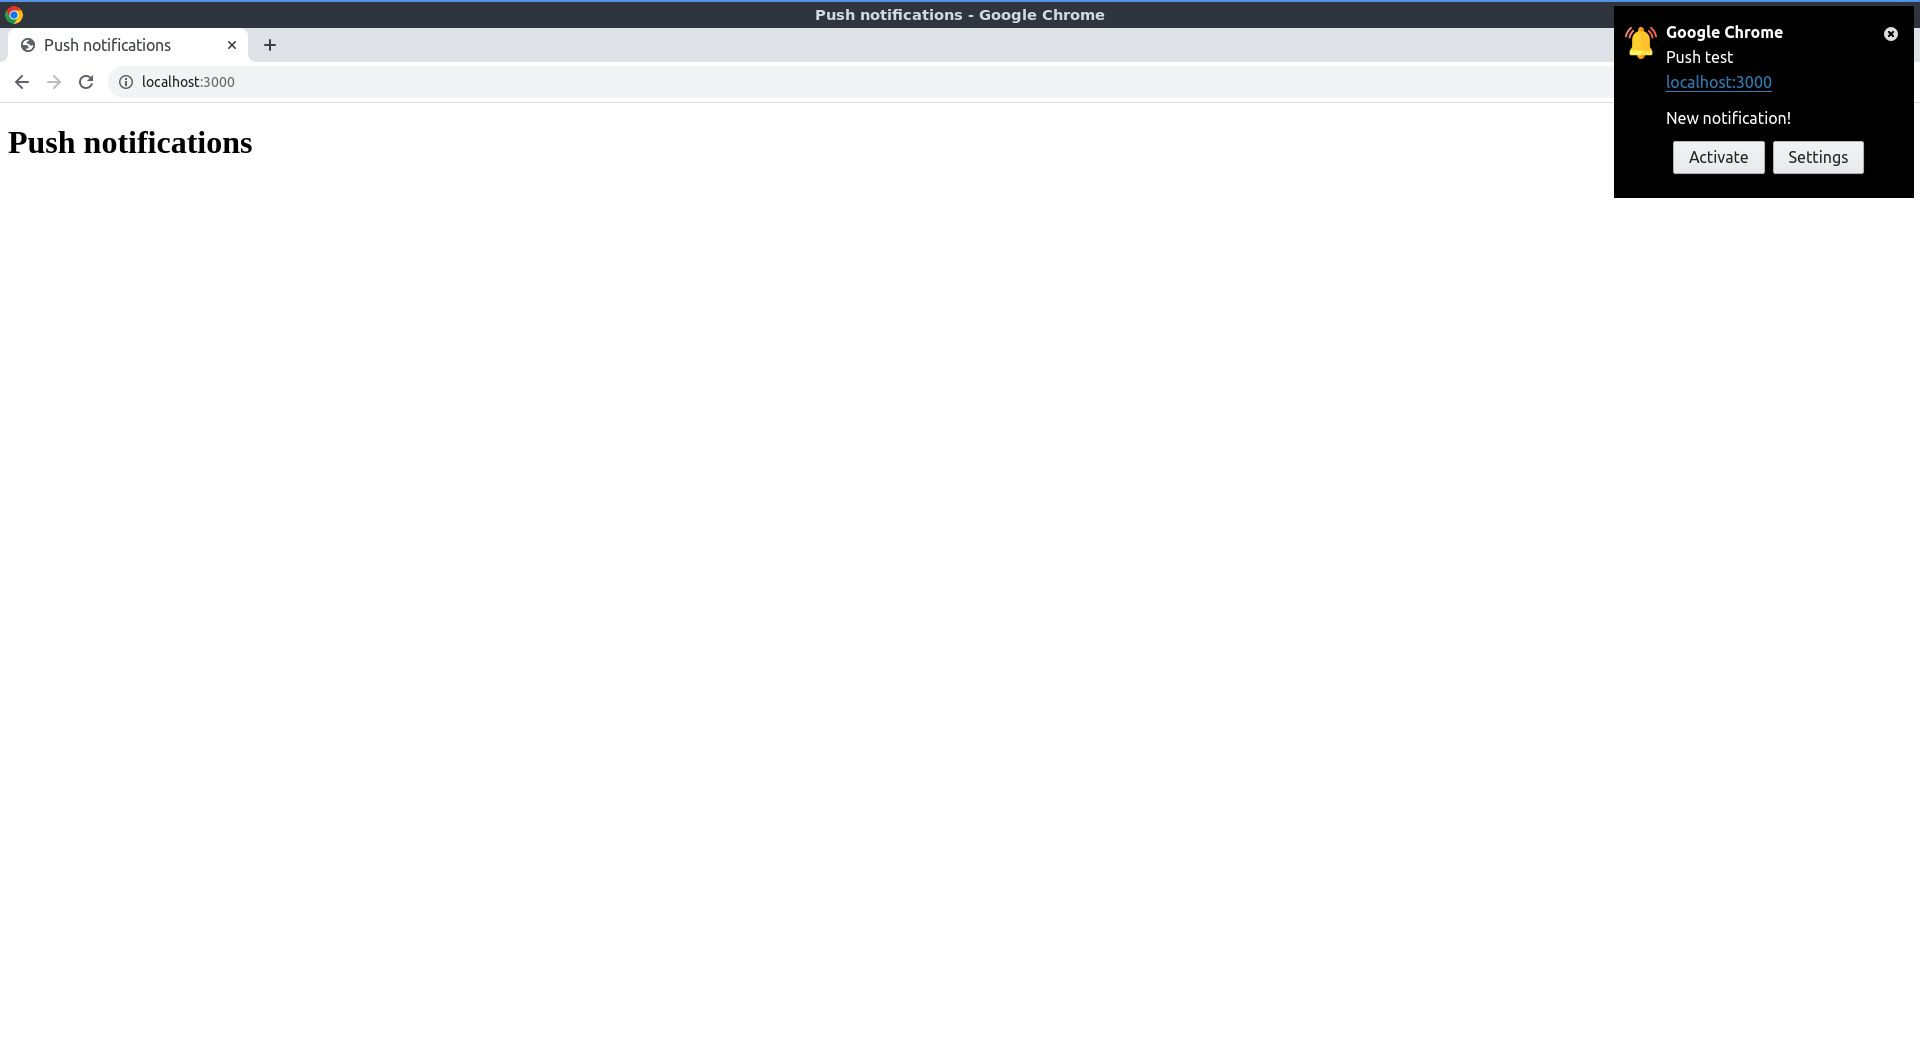 Push notifications - Google Chrome
Push notifications
localhost:3000
Push notifications
Google Chrome
Push test
localhost:3000
New notification!
Activate
Settings